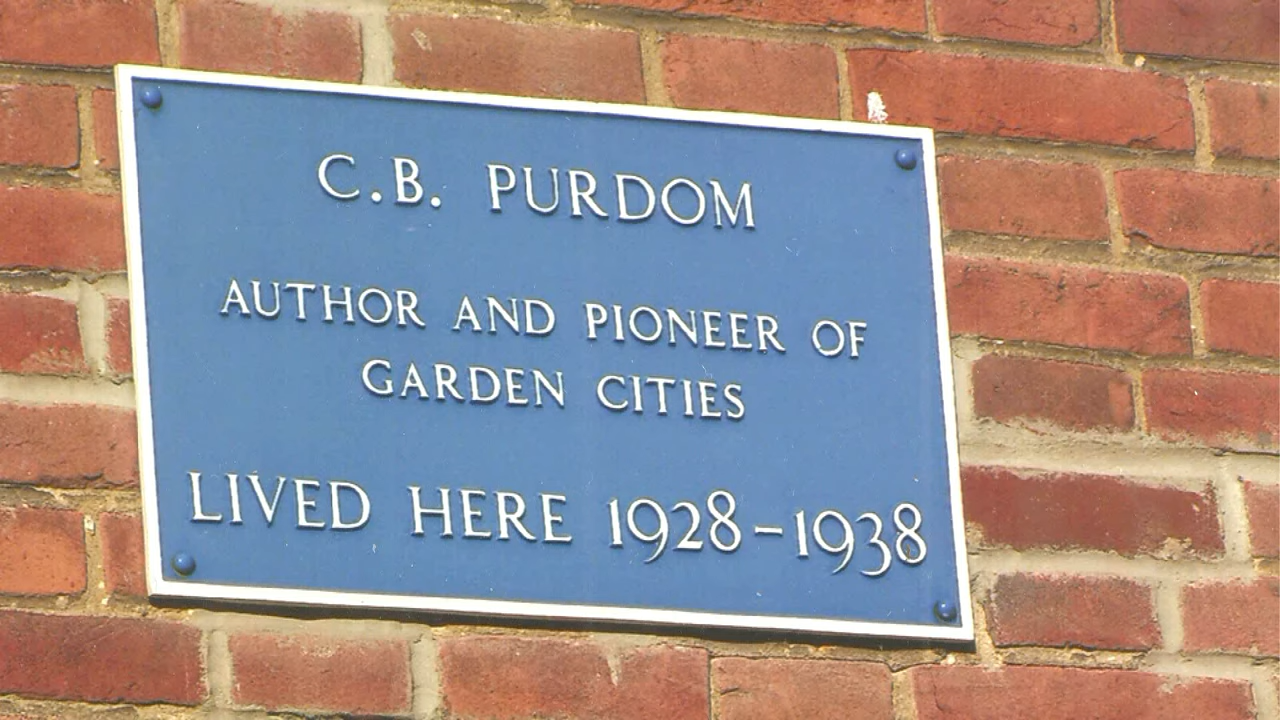 C.B. PURDOM
AUTHOR AND PIONEER OF
GARDEN CITIES
LIVED HERE 1928-1938